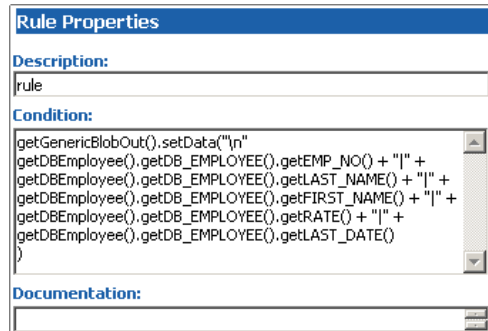 Rule Properties
Description:
rule
Condition:
getGenericBlobOut().setData("\n"
getDBEmployee().getDB_EMPLOYEE().getEMP_NO() + "|" +
getDBEmployee().getDB_EMPLOYEE().getLAST_NAME() + "|" +
getDBEmployee().getDB_EMPLOYEE().getFIRST_NAME() + "|" +
getDBEmployee().getDB_EMPLOYEE().getRATE() + "|" +
getDBEmployee().getDB_EMPLOYEE().getLAST_DATE()
)
Documentation: